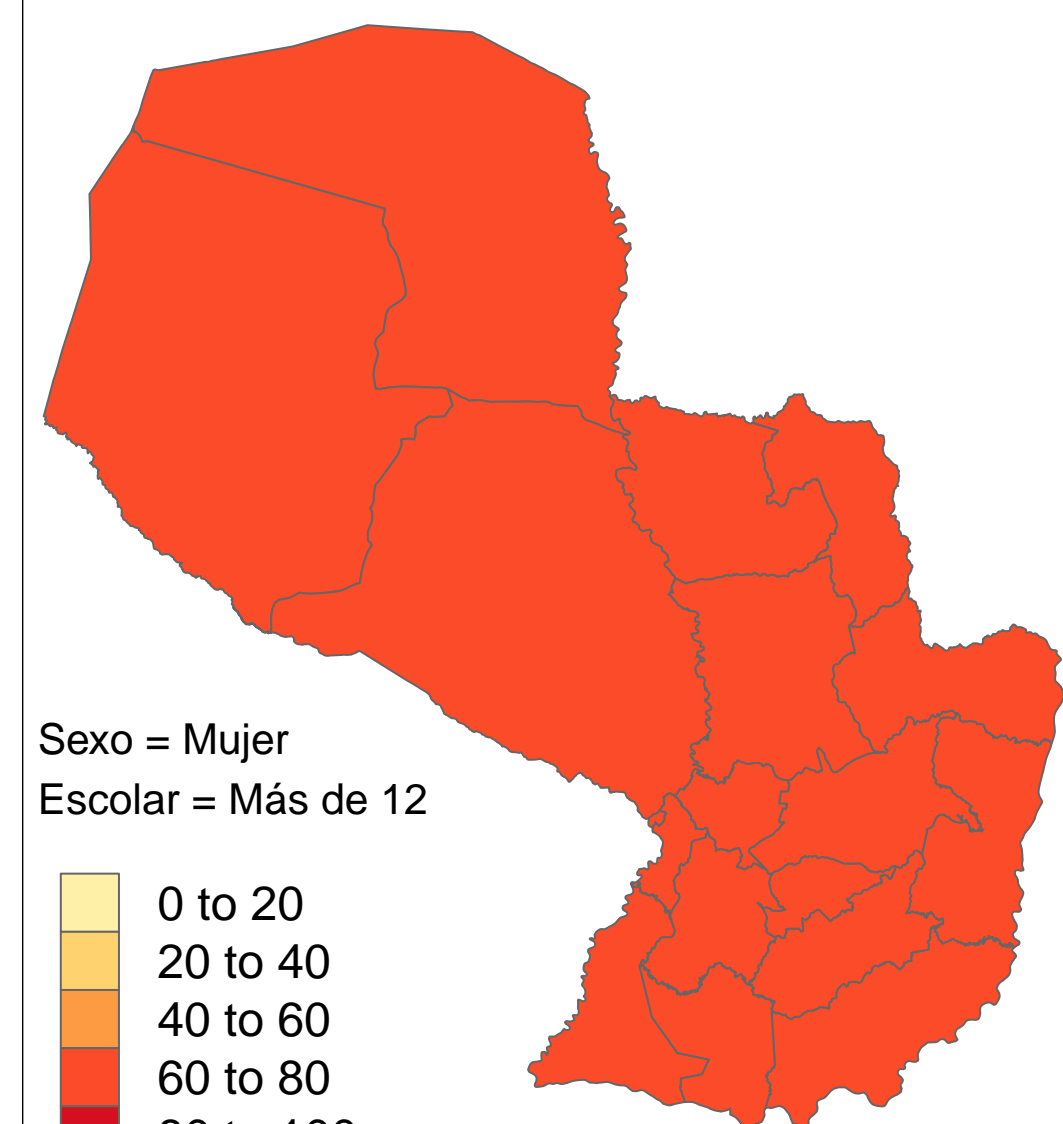 Sexo = Mujer
Escolar = Más de 12
0 to 20
20 to 40
40 to 60
60 to 80